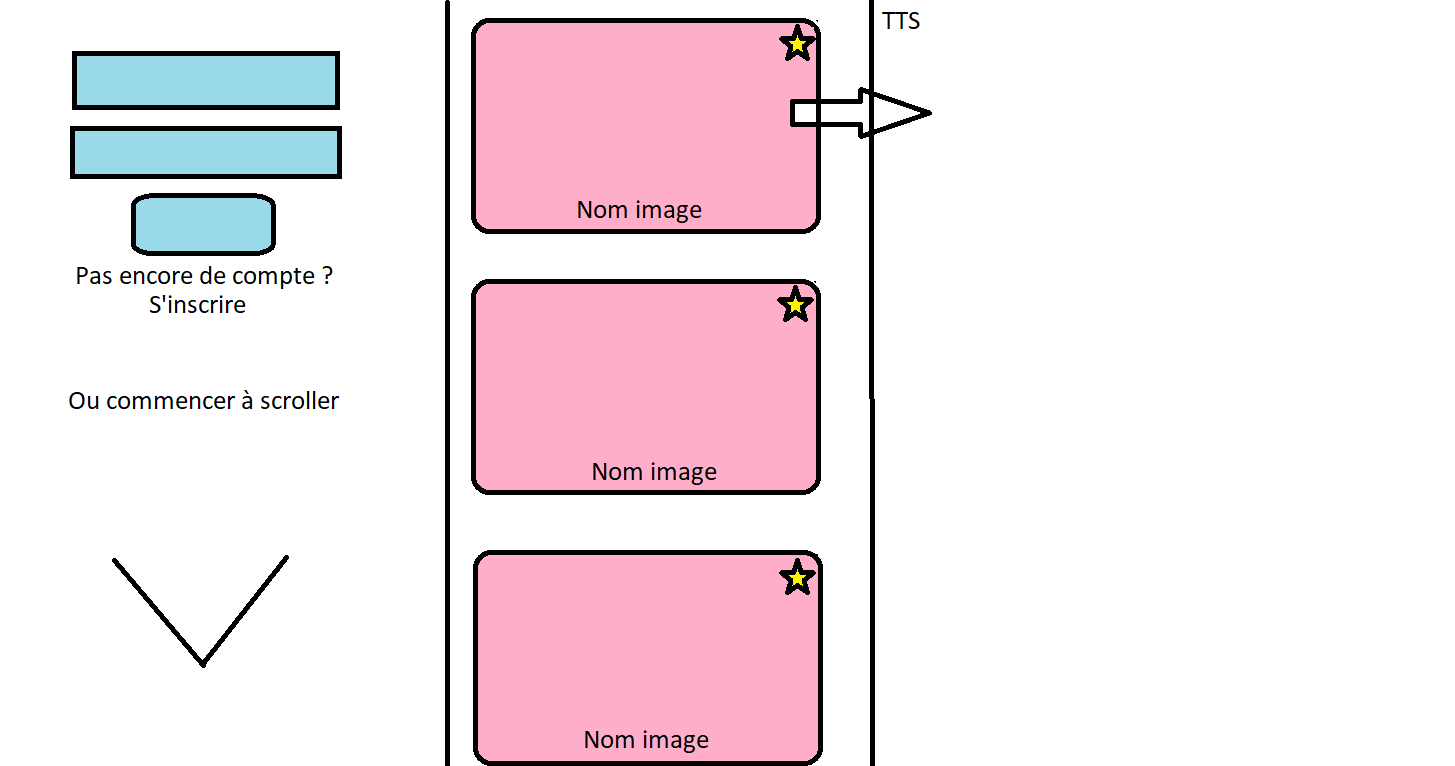 Pas encore de compte ?
S'inscrire
Ou commencer à scroller
Nom image
Nom image
Nom image
TTS